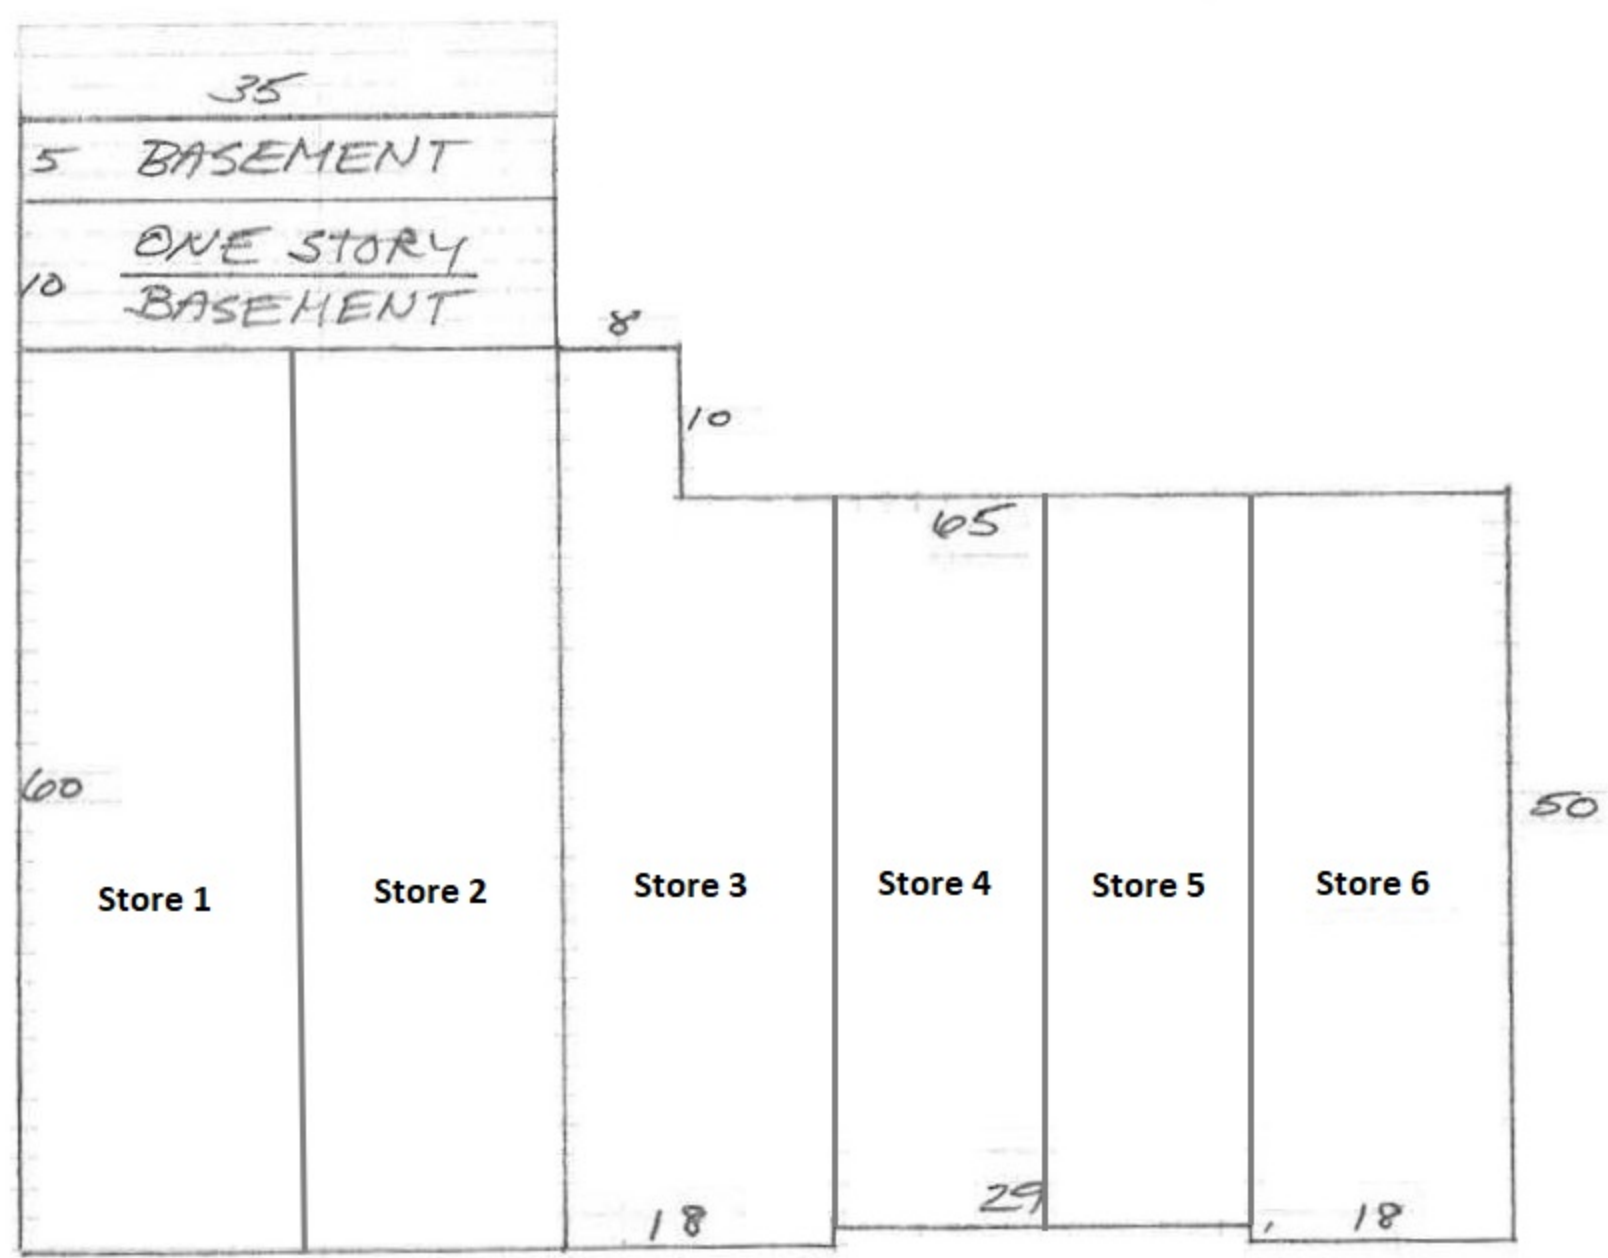 35
5 BASEMENT
10 ONE STORY
BASEMENT
8
10
65
60
50
Store 1
Store 2
Store 3
Store 4
Store 5
Store 6
18
29
18